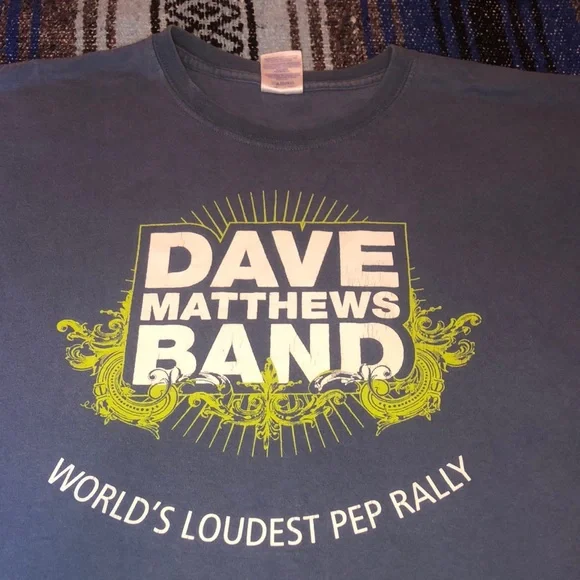 DAVE
MATTHEWS
BAND
WORLD'S LOUDEST PEP RALLY